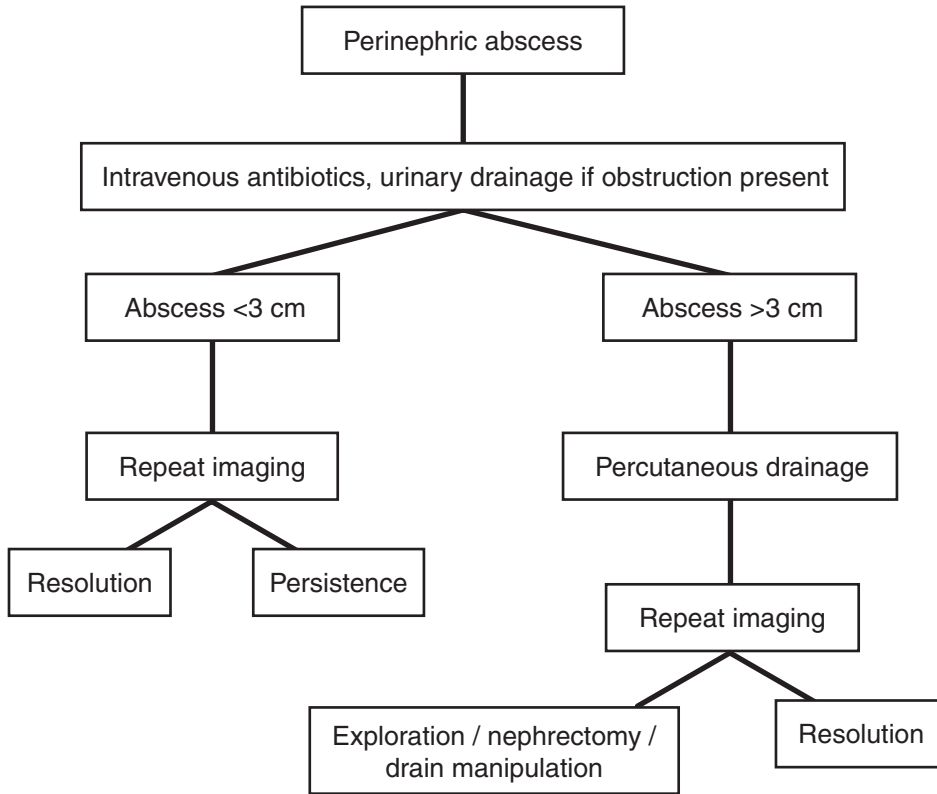 Perinephric abscess
Intravenous antibiotics, urinary drainage if obstruction present
Abscess <3 cm
Abscess >3 cm
Repeat imaging
Percutaneous drainage
Resolution
Persistence
Repeat imaging
Exploration / nephrectomy /
drain manipulation
Resolution